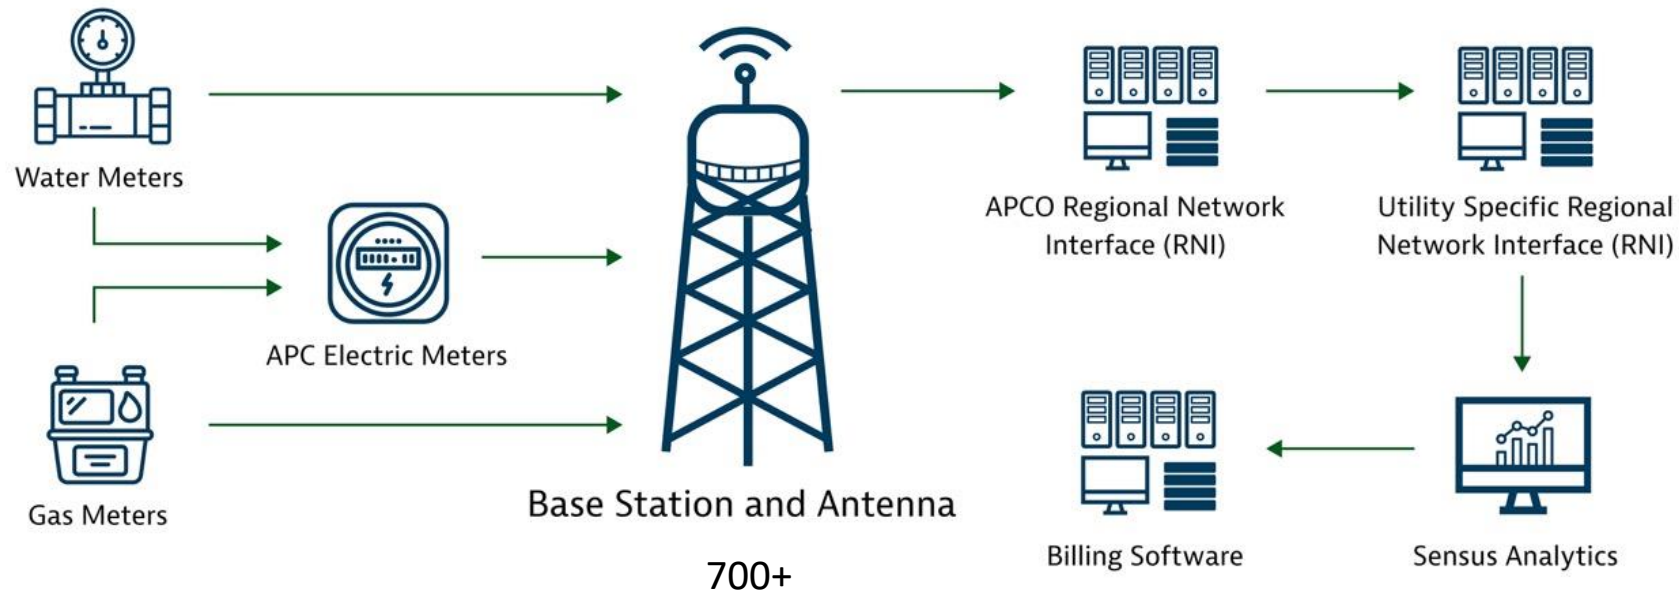 Water Meters
APC Electric Meters
Gas Meters
Base Station and Antenna
700+
APCO Regional Network
Interface (RNI)
Utility Specific Regional
Network Interface (RNI)
Billing Software
Sensus Analytics